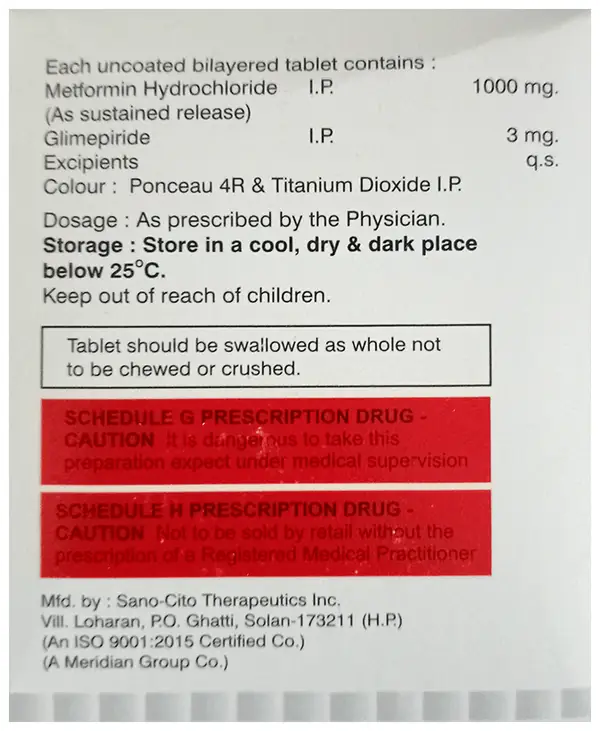 Each uncoated bilayered tablet contains :
Metformin Hydrochloride I.P. 1000 mg.
(As sustained release)
Glimepiride I.P. 3 mg.
Excipients q.s.
Colour : Ponceau 4R & Titanium Dioxide I.P.
Dosage : As prescribed by the Physician.
Storage : Store in a cool, dry & dark place
below 25°C.
Keep out of reach of children.
Tablet should be swallowed as whole not
to be chewed or crushed.
SCHEDULE G PRESCRIPTION DRUG -
CAUTION It is dangerous to take this
preparation expect under medical supervision
SCHEDULE H PRESCRIPTION DRUG -
CAUTION Not to be sold by retail without the
prescription of a Registered Medical Practitioner
Mfd. by : Sano-Cito Therapeutics Inc.
Vill. Loharan, P.O. Ghatti, Solan-173211 (H.P.)
(An ISO 9001:2015 Certified Co.)
(A Meridian Group Co.)